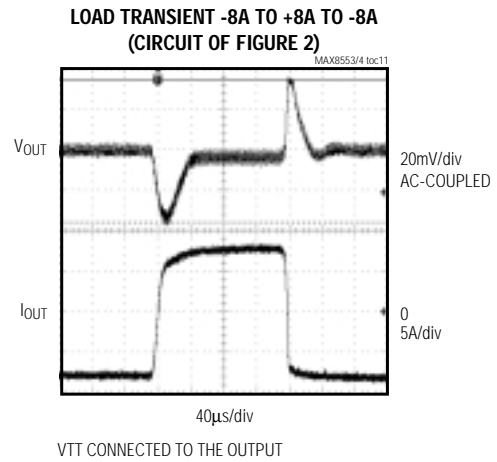 LOAD TRANSIENT -8A TO +8A TO -8A
(CIRCUIT OF FIGURE 2)
MAX8553/4 toc11
VOUT
20mV/div
AC-COUPLED
IOUT
0
5A/div
40µs/div
VTT CONNECTED TO THE OUTPUT